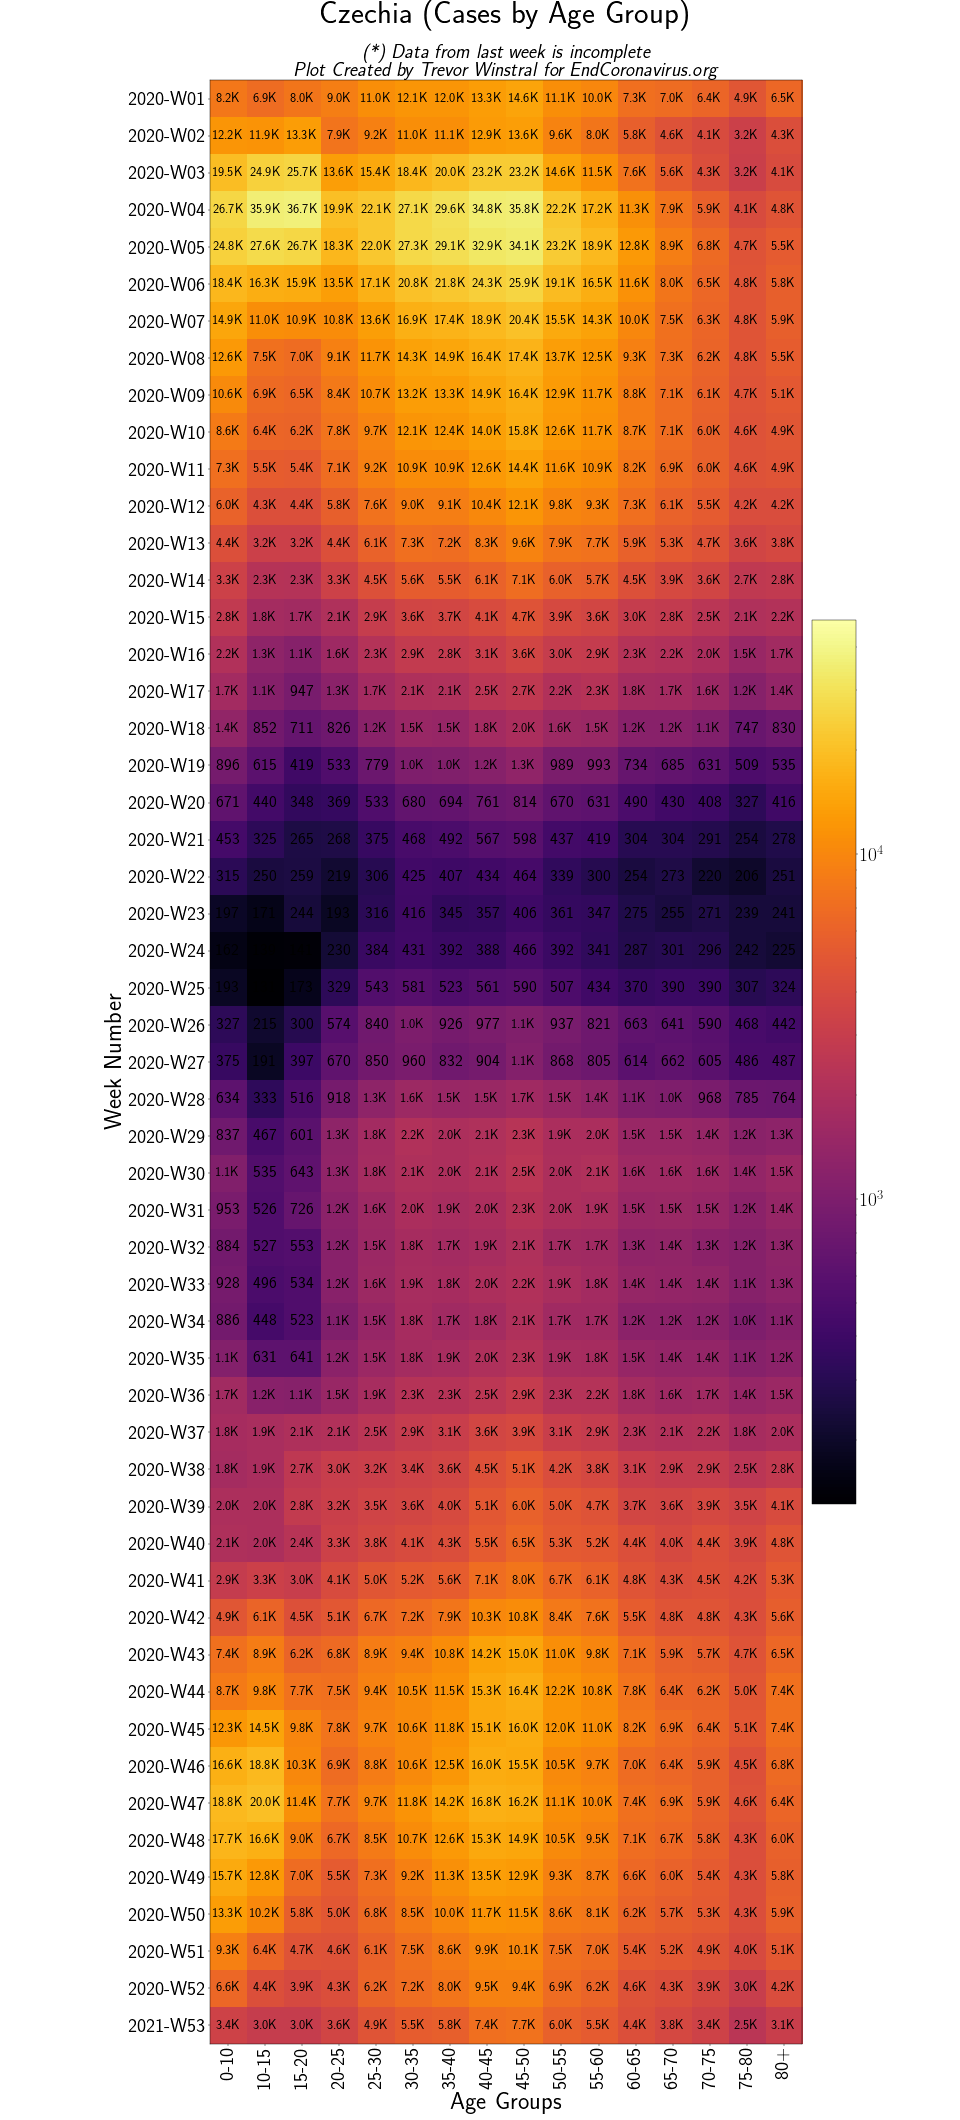 Czechia (Cases by Age Group)
(*) Data from last week is incomplete
Plot Created by Trevor Winstral for EndCoronavirus.org
2020-W01 8.2K 6.9K 8.0K 9.0K 11.0K 12.1K 12.0K 13.3K 14.6K 11.1K 10.0K 7.3K 7.0K 6.4K 4.9K 6.5K
2020-W02 12.2K 11.9K 13.3K 7.9K 9.2K 11.0K 11.1K 12.9K 13.6K 9.6K 8.0K 5.8K 4.6K 4.1K 3.2K 4.3K
2020-W03 19.5K 24.9K 25.7K 13.6K 15.4K 18.4K 20.0K 23.2K 23.2K 14.6K 11.5K 7.6K 5.6K 4.3K 3.2K 4.1K
2020-W04 26.7K 35.9K 36.7K 19.9K 22.1K 27.1K 29.6K 34.8K 35.8K 22.2K 17.2K 11.3K 7.9K 5.9K 4.1K 4.8K
2020-W05 24.8K 27.6K 26.7K 18.3K 22.0K 27.3K 29.1K 32.9K 34.1K 23.2K 18.9K 12.8K 8.9K 6.8K 4.7K 5.5K
2020-W06 18.4K 16.3K 15.9K 13.5K 17.1K 20.8K 21.8K 24.3K 25.9K 19.1K 16.5K 11.6K 8.0K 6.5K 4.8K 5.8K
2020-W07 14.9K 11.0K 10.9K 10.8K 13.6K 16.9K 17.4K 18.9K 20.4K 15.5K 14.3K 10.0K 7.5K 6.3K 4.8K 5.9K
2020-W08 12.6K 7.5K 7.0K 9.1K 11.7K 14.3K 14.9K 16.4K 17.4K 13.7K 12.5K 9.3K 7.3K 6.2K 4.8K 5.5K
2020-W09 10.6K 6.9K 6.5K 8.4K 10.7K 13.2K 13.3K 14.9K 16.4K 12.9K 11.7K 8.8K 7.1K 6.1K 4.7K 5.1K
2020-W10 8.6K 6.4K 6.2K 7.8K 9.7K 12.1K 12.4K 14.0K 15.8K 12.6K 11.7K 8.7K 7.1K 6.0K 4.6K 4.9K
2020-W11 7.3K 5.5K 5.4K 7.1K 9.2K 10.9K 10.9K 12.6K 14.4K 11.6K 10.9K 8.2K 6.9K 6.0K 4.6K 4.9K
2020-W12 6.0K 4.3K 4.4K 5.8K 7.6K 9.0K 9.1K 10.4K 12.1K 9.8K 9.3K 7.3K 6.1K 5.5K 4.2K 4.2K
2020-W13 4.4K 3.2K 3.2K 4.4K 6.1K 7.3K 7.2K 8.3K 9.6K 7.9K 7.7K 5.9K 5.3K 4.7K 3.6K 3.8K
2020-W14 3.3K 2.3K 2.3K 3.3K 4.5K 5.6K 5.5K 6.1K 7.1K 6.0K 5.7K 4.5K 3.9K 3.6K 2.7K 2.8K
2020-W15 2.8K 1.8K 1.7K 2.1K 2.9K 3.6K 3.7K 4.1K 4.7K 3.9K 3.6K 3.0K 2.8K 2.5K 2.1K 2.2K
2020-W16 2.2K 1.3K 1.1K 1.6K 2.3K 2.9K 2.8K 3.1K 3.6K 3.0K 2.9K 2.3K 2.2K 2.0K 1.5K 1.7K
2020-W17 1.7K 1.1K 947 1.3K 1.7K 2.1K 2.1K 2.5K 2.7K 2.2K 2.3K 1.8K 1.7K 1.6K 1.2K 1.4K
2020-W18 1.4K 852 711 826 1.2K 1.5K 1.5K 1.8K 2.0K 1.6K 1.5K 1.2K 1.2K 1.1K 747 830
2020-W19 896 615 419 533 779 1.0K 1.0K 1.2K 1.3K 989 993 734 685 631 509 535
2020-W20 671 440 348 369 533 680 694 761 814 670 631 490 430 408 327 416
2020-W21 453 325 265 268 375 468 492 567 598 437 419 304 304 291 254 278
2020-W22 315 250 259 219 306 425 407 434 464 339 300 254 273 220 206 251
2020-W23 197 171 244 193 316 416 345 357 406 361 347 275 255 271 239 241
2020-W24 230 384 431 392 388 466 392 341 287 301 296 242 225
2020-W25 193 173 329 543 581 523 561 590 507 434 370 390 390 307 324
2020-W26 327 215 300 574 840 1.0K 926 977 1.1K 937 821 663 641 590 468 442
2020-W27 375 191 397 670 850 960 832 904 1.1K 868 805 614 662 605 486 487
2020-W28 634 333 516 918 1.3K 1.6K 1.5K 1.5K 1.7K 1.5K 1.4K 1.1K 1.0K 968 785 764
2020-W29 837 467 601 1.3K 1.8K 2.2K 2.0K 2.1K 2.3K 1.9K 2.0K 1.5K 1.5K 1.4K 1.2K 1.3K
2020-W30 1.1K 535 643 1.3K 1.8K 2.1K 2.0K 2.1K 2.5K 2.0K 2.1K 1.6K 1.6K 1.6K 1.4K 1.5K
2020-W31 953 526 726 1.2K 1.6K 2.0K 1.9K 2.0K 2.3K 2.0K 1.9K 1.5K 1.5K 1.5K 1.2K 1.4K
2020-W32 884 527 553 1.2K 1.5K 1.8K 1.7K 1.9K 2.1K 1.7K 1.7K 1.3K 1.4K 1.3K 1.2K 1.3K
2020-W33 928 496 534 1.2K 1.6K 1.9K 1.8K 2.0K 2.2K 1.9K 1.8K 1.4K 1.4K 1.4K 1.1K 1.3K
2020-W34 886 448 523 1.1K 1.5K 1.8K 1.7K 1.8K 2.1K 1.7K 1.7K 1.2K 1.2K 1.2K 1.0K 1.1K
2020-W35 1.1K 631 641 1.2K 1.5K 1.8K 1.9K 2.0K 2.3K 1.9K 1.8K 1.5K 1.4K 1.4K 1.1K 1.2K
2020-W36 1.7K 1.2K 1.1K 1.5K 1.9K 2.3K 2.3K 2.5K 2.9K 2.3K 2.2K 1.8K 1.6K 1.7K 1.4K 1.5K
2020-W37 1.8K 1.9K 2.1K 2.1K 2.5K 2.9K 3.1K 3.6K 3.9K 3.1K 2.9K 2.3K 2.1K 2.2K 1.8K 2.0K
2020-W38 1.8K 1.9K 2.7K 3.0K 3.2K 3.4K 3.6K 4.5K 5.1K 4.2K 3.8K 3.1K 2.9K 2.9K 2.5K 2.8K
2020-W39 2.0K 2.0K 2.8K 3.2K 3.5K 3.6K 4.0K 5.1K 6.0K 5.0K 4.7K 3.7K 3.6K 3.9K 3.5K 4.1K
2020-W40 2.1K 2.0K 2.4K 3.3K 3.8K 4.1K 4.3K 5.5K 6.5K 5.3K 5.2K 4.4K 4.0K 4.4K 3.9K 4.8K
2020-W41 2.9K 3.3K 3.0K 4.1K 5.0K 5.2K 5.6K 7.1K 8.0K 6.7K 6.1K 4.8K 4.3K 4.5K 4.2K 5.3K
2020-W42 4.9K 6.1K 4.5K 5.1K 6.7K 7.2K 7.9K 10.3K 10.8K 8.4K 7.6K 5.5K 4.8K 4.8K 4.3K 5.6K
2020-W43 7.4K 8.9K 6.2K 6.8K 8.9K 9.4K 10.8K 14.2K 15.0K 11.0K 9.8K 7.1K 5.9K 5.7K 4.7K 6.5K
2020-W44 8.7K 9.8K 7.7K 7.5K 9.4K 10.5K 11.5K 15.3K 16.4K 12.2K 10.8K 7.8K 6.4K 6.2K 5.0K 7.4K
2020-W45 12.3K 14.5K 9.8K 7.8K 9.7K 10.6K 11.8K 15.1K 16.0K 12.0K 11.0K 8.2K 6.9K 6.4K 5.1K 7.4K
2020-W46 16.6K 18.8K 10.3K 6.9K 8.8K 10.6K 12.5K 16.0K 15.5K 10.5K 9.7K 7.0K 6.4K 5.9K 4.5K 6.8K
2020-W47 18.8K 20.0K 11.4K 7.7K 9.7K 11.8K 14.2K 16.8K 16.2K 11.1K 10.0K 7.4K 6.9K 5.9K 4.6K 6.4K
2020-W48 17.7K 16.6K 9.0K 6.7K 8.5K 10.7K 12.6K 15.3K 14.9K 10.5K 9.5K 7.1K 6.7K 5.8K 4.3K 6.0K
2020-W49 15.7K 12.8K 7.0K 5.5K 7.3K 9.2K 11.3K 13.5K 12.9K 9.3K 8.7K 6.6K 6.0K 5.4K 4.3K 5.8K
2020-W50 13.3K 10.2K 5.8K 5.0K 6.8K 8.5K 10.0K 11.7K 11.5K 8.6K 8.1K 6.2K 5.7K 5.3K 4.3K 5.9K
2020-W51 9.3K 6.4K 4.7K 4.6K 6.1K 7.5K 8.6K 9.9K 10.1K 7.5K 7.0K 5.4K 5.2K 4.9K 4.0K 5.1K
2020-W52 6.6K 4.4K 3.9K 4.3K 6.2K 7.2K 8.0K 9.5K 9.4K 6.9K 6.2K 4.6K 4.3K 3.9K 3.0K 4.2K
2021-W53 3.4K 3.0K 3.0K 3.6K 4.9K 5.5K 5.8K 7.4K 7.7K 6.0K 5.5K 4.4K 3.8K 3.4K 2.5K 3.1K
0-10 10-15 15-20 20-25 25-30 30-35 35-40 40-45 45-50 50-55 55-60 60-65 65-70 70-75 75-80 80+
Age Groups
Week Number
10⁴
10³